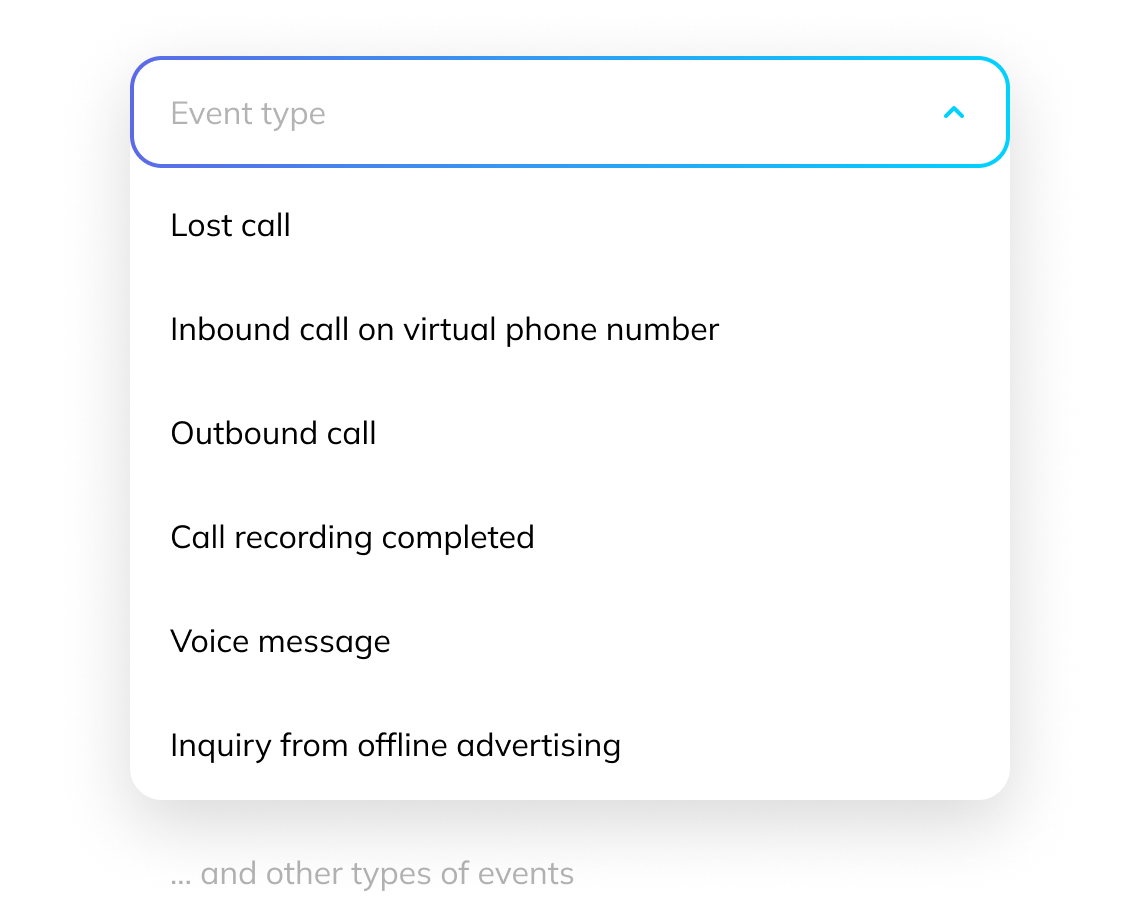 Event type
Lost call
Inbound call on virtual phone number
Outbound call
Call recording completed
Voice message
Inquiry from offline advertising
... and other types of events